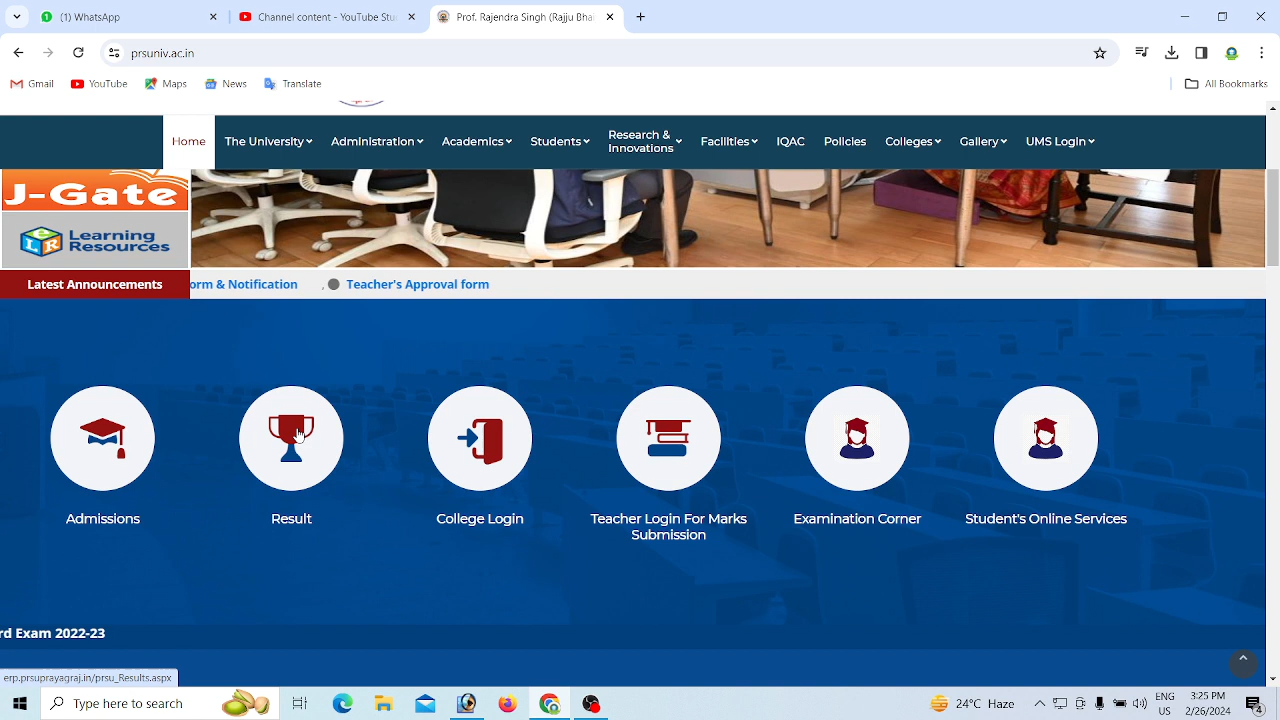 1
(1) WhatsApp
Channel content - YouTube Stu
Prof. Rajendra Singh (Rajju Bha
prsuniv.ac.in
Gmail
YouTube
Maps
News
Translate
All Bookmarks
Home
The University
Administration
Academics
Students
Research &
Innovations
Facilities
IQAC
Policies
Colleges
Gallery
UMS Login
J-Gate
eLR
Learning
Resources
Latest Announcements
orm & Notification
, Teacher's Approval form
Admissions
Result
College Login
Teacher Login For Marks
Submission
Examination Corner
Student's Online Services
rd Exam 2022-23
erp.prsuprayagraj.in/prsu_Results.aspx
Type here to search
24°C Haze
ENG
US
3:25 PM
2/26/2024
4